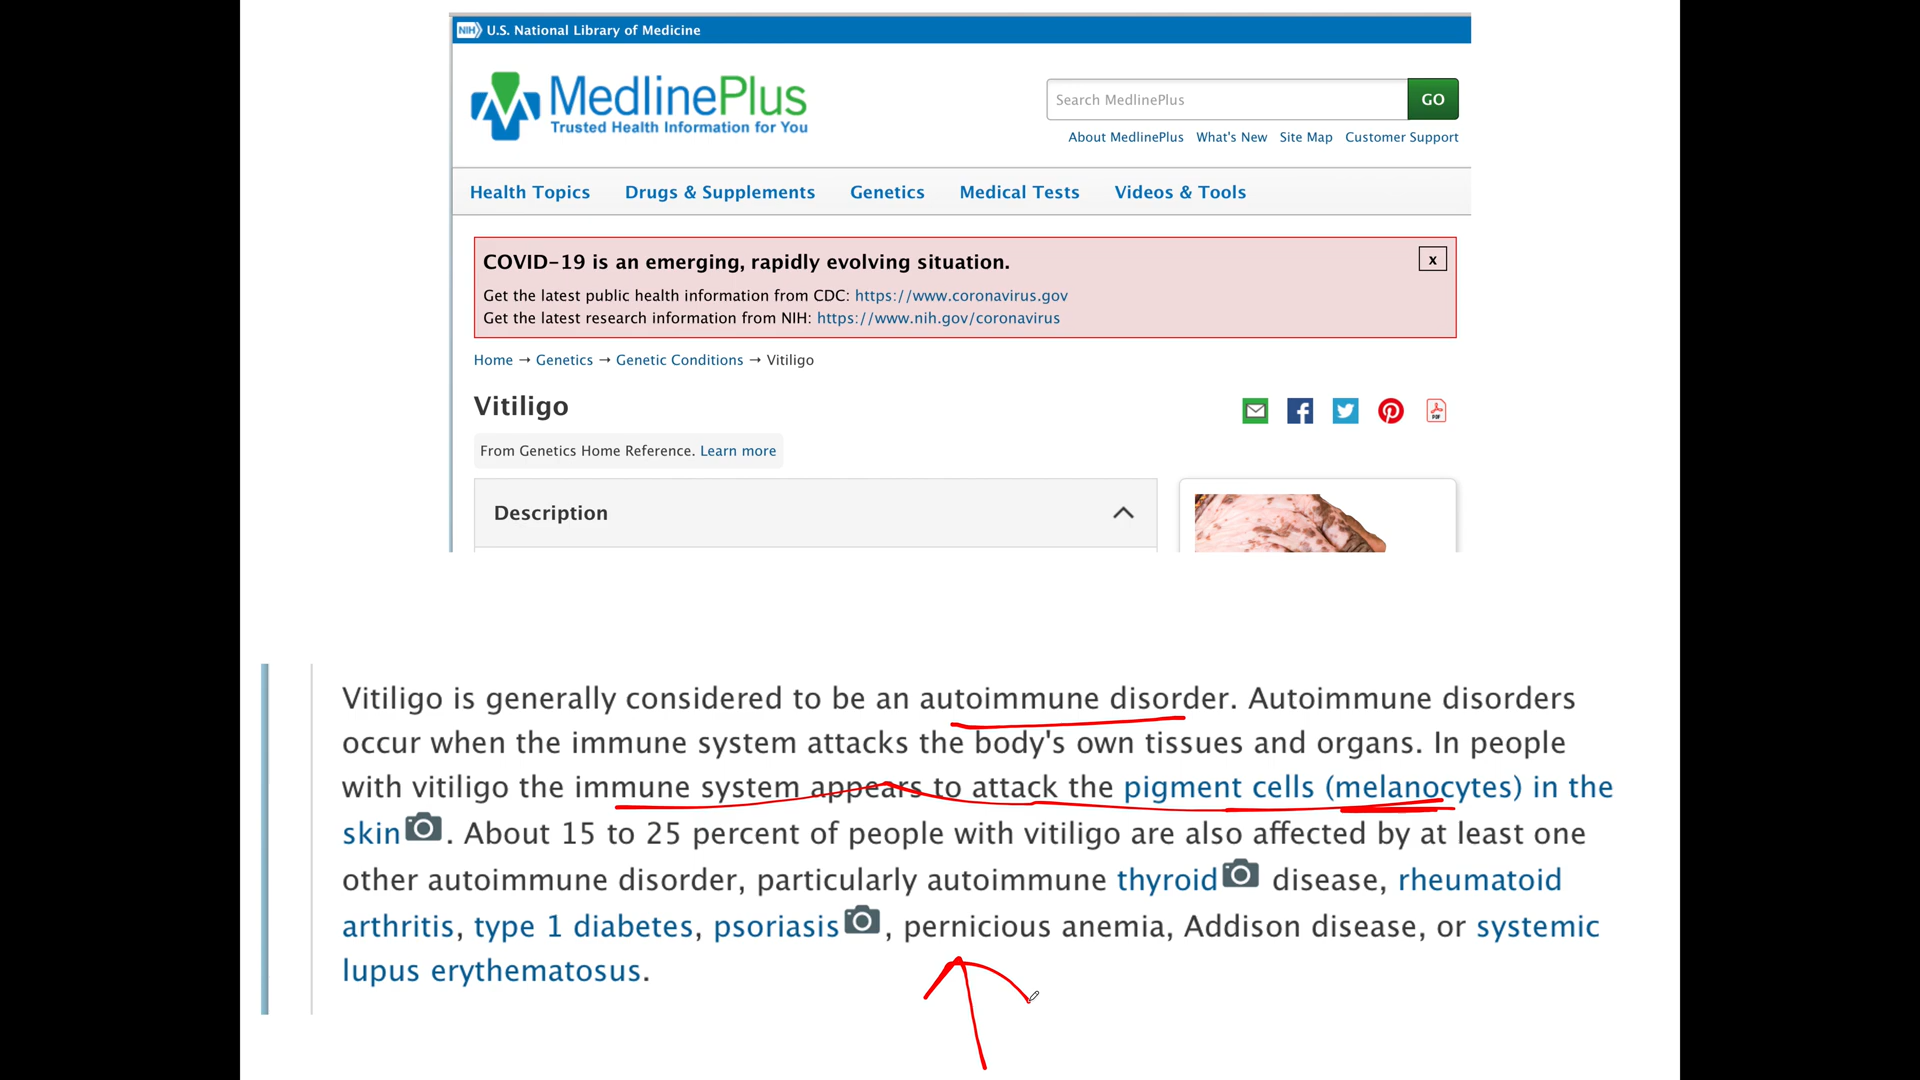 NIH U.S. National Library of Medicine
MedlinePlus
Trusted Health Information for You
Search MedlinePlus GO
About MedlinePlus What's New Site Map Customer Support
Health Topics Drugs & Supplements Genetics Medical Tests Videos & Tools
COVID-19 is an emerging, rapidly evolving situation. x
Get the latest public health information from CDC: https://www.coronavirus.gov
Get the latest research information from NIH: https://www.nih.gov/coronavirus
Home → Genetics → Genetic Conditions → Vitiligo
Vitiligo
PDF
From Genetics Home Reference. Learn more
Description
Vitiligo is generally considered to be an autoimmune disorder. Autoimmune disorders
occur when the immune system attacks the body's own tissues and organs. In people
with vitiligo the immune system appears to attack the pigment cells (melanocytes) in the
skin. About 15 to 25 percent of people with vitiligo are also affected by at least one
other autoimmune disorder, particularly autoimmune thyroid disease, rheumatoid
arthritis, type 1 diabetes, psoriasis, pernicious anemia, Addison disease, or systemic
lupus erythematosus.